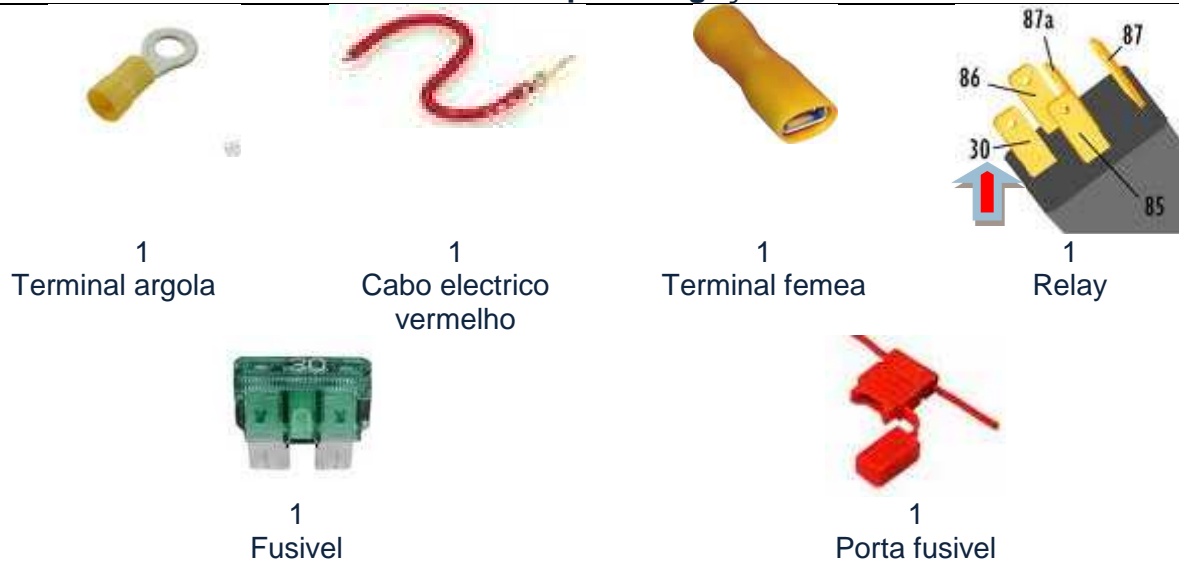 87a
87
86
30
85
1
Terminal argola
1
Cabo electrico
vermelho
1
Terminal femea
1
Relay
30
1
Fusivel
1
Porta fusivel